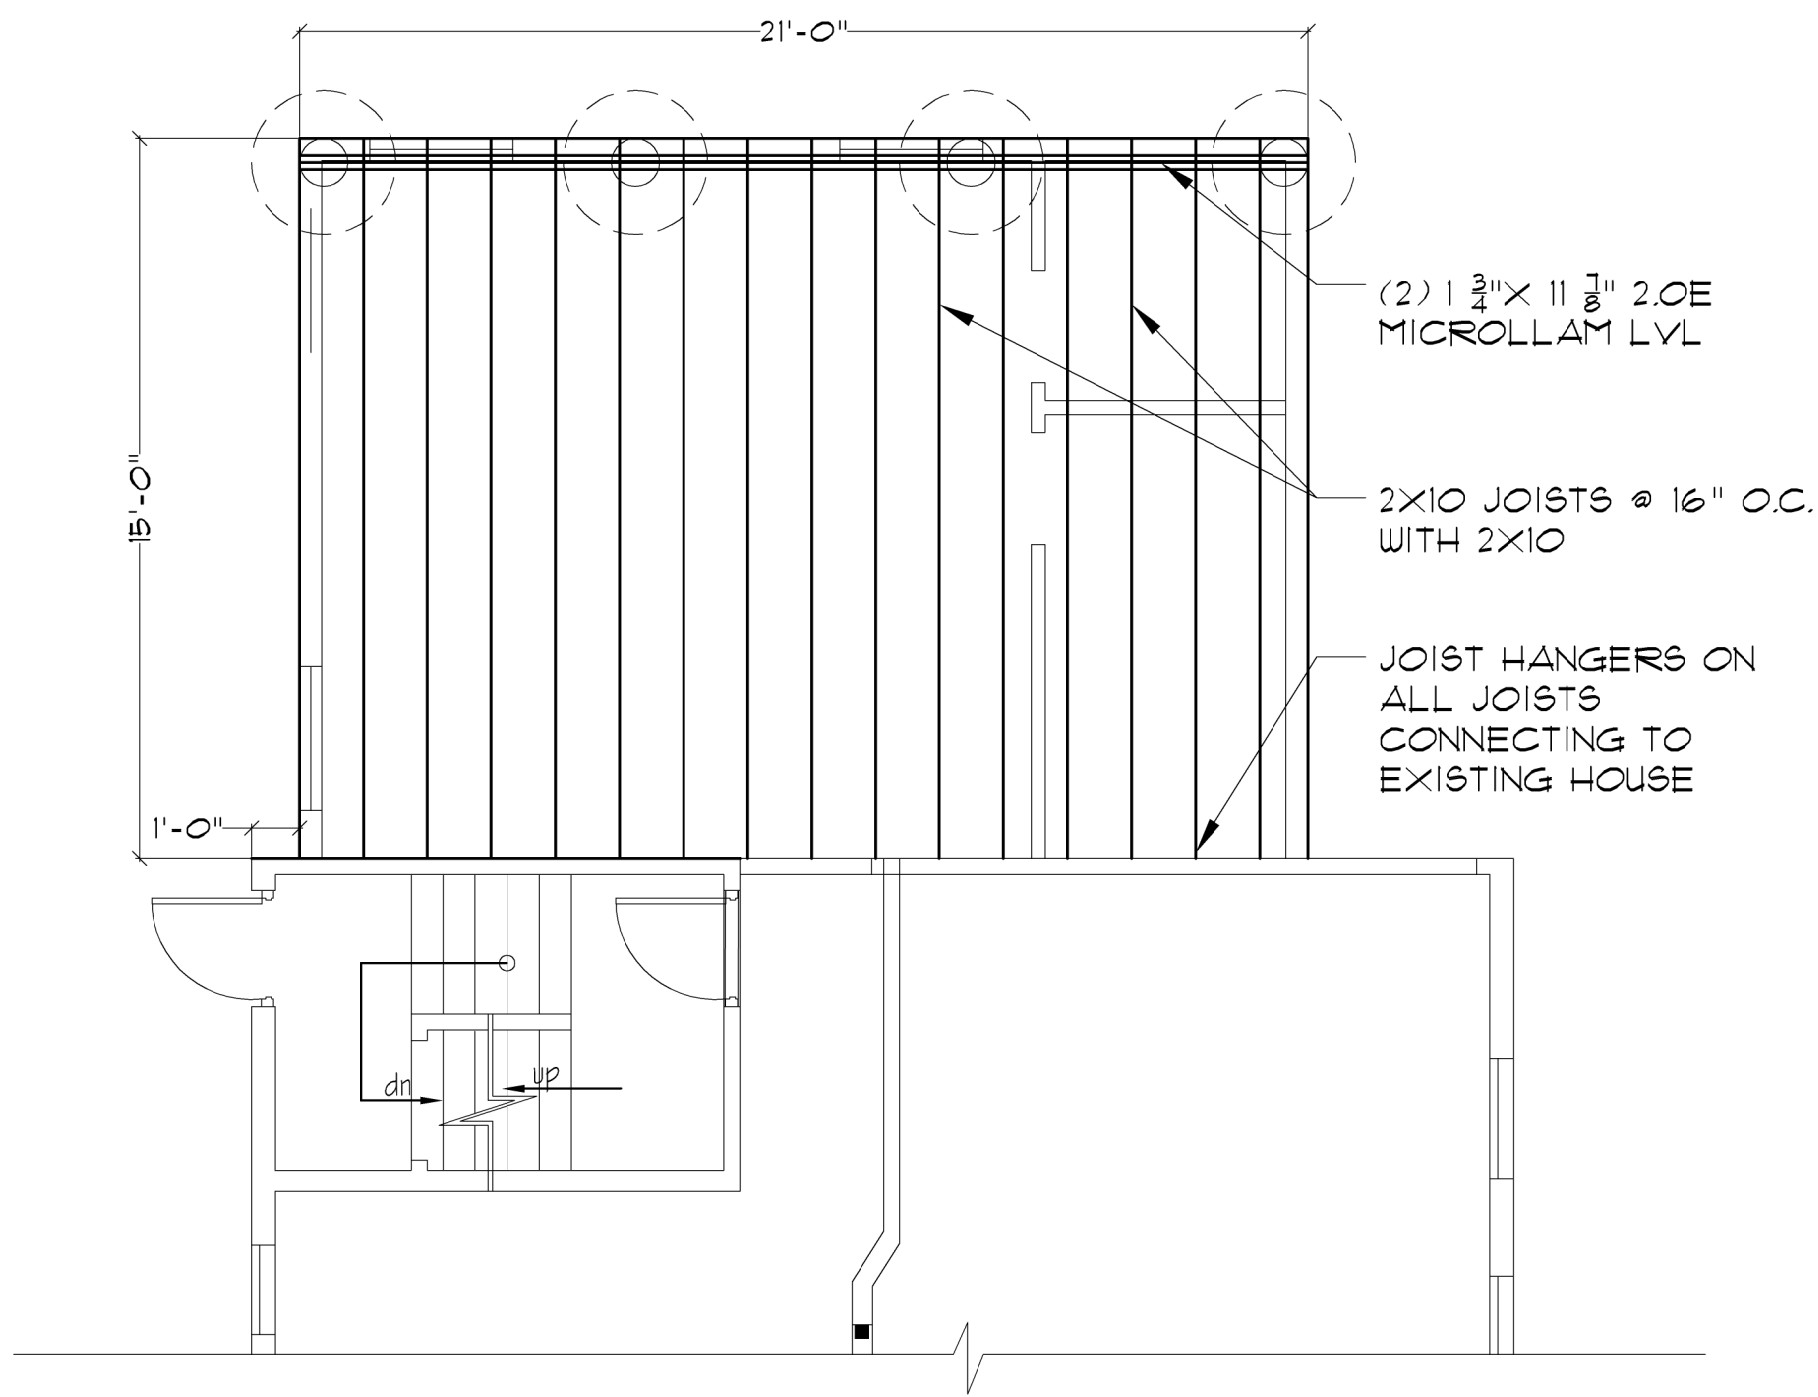 21'-0"
(2) 1 3/4"X 11 7/8" 2.0E
MICROLLAM LVL
15'-0"
2X10 JOISTS @ 16" O.C.
WITH 2X10
JOIST HANGERS ON
ALL JOISTS
CONNECTING TO
EXISTING HOUSE
1'-0"
up
dn